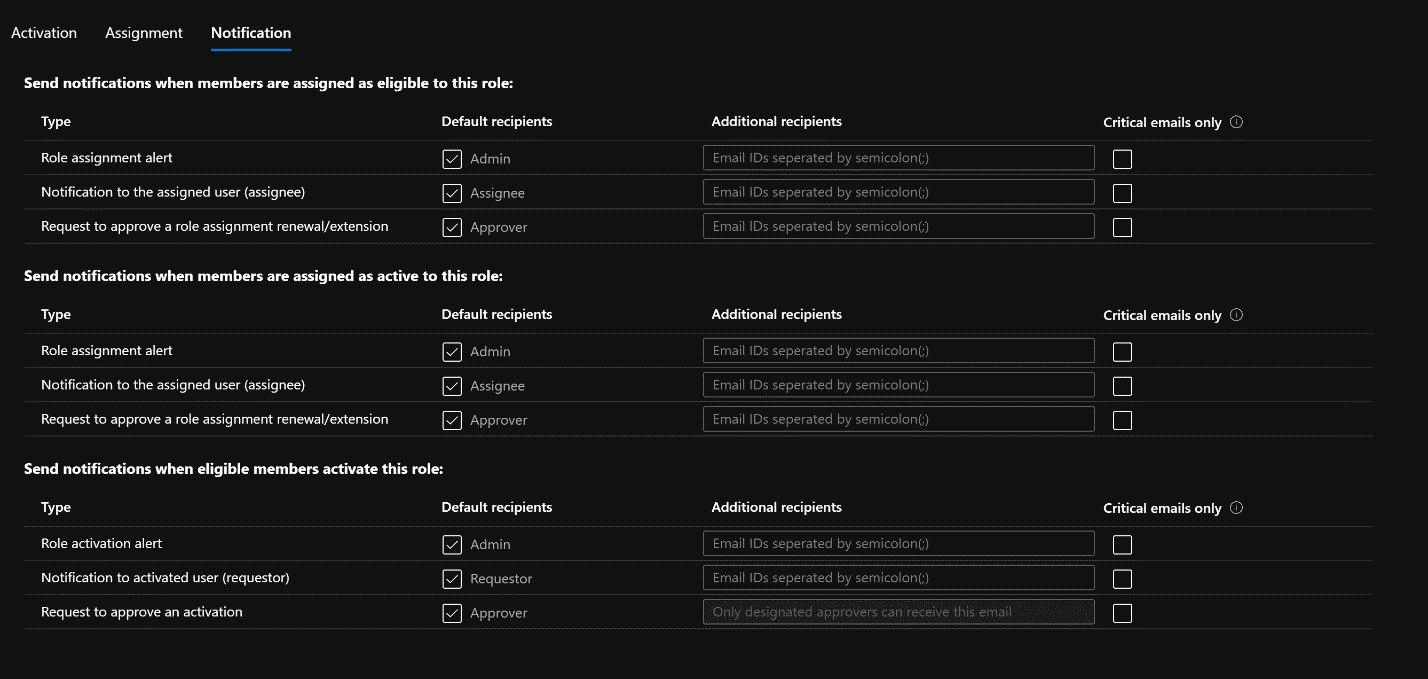 Activation Assignment Notification
Send notifications when members are assigned as eligible to this role:
Type Default recipients Additional recipients Critical emails only
Role assignment alert Admin Email IDs seperated by semicolon(;)
Notification to the assigned user (assignee) Assignee Email IDs seperated by semicolon(;)
Request to approve a role assignment renewal/extension Approver Email IDs seperated by semicolon(;)
Send notifications when members are assigned as active to this role:
Type Default recipients Additional recipients Critical emails only
Role assignment alert Admin Email IDs seperated by semicolon(;)
Notification to the assigned user (assignee) Assignee Email IDs seperated by semicolon(;)
Request to approve a role assignment renewal/extension Approver Email IDs seperated by semicolon(;)
Send notifications when eligible members activate this role:
Type Default recipients Additional recipients Critical emails only
Role activation alert Admin Email IDs seperated by semicolon(;)
Notification to activated user (requestor) Requestor Email IDs seperated by semicolon(;)
Request to approve an activation Approver Only designated approvers can receive this email